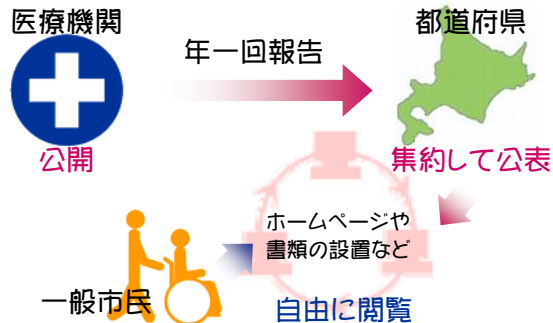 医療機関
都道府県
年一回報告
公開
集約して公表
ホームページや
書類の設置など
一般市民
自由に閲覧